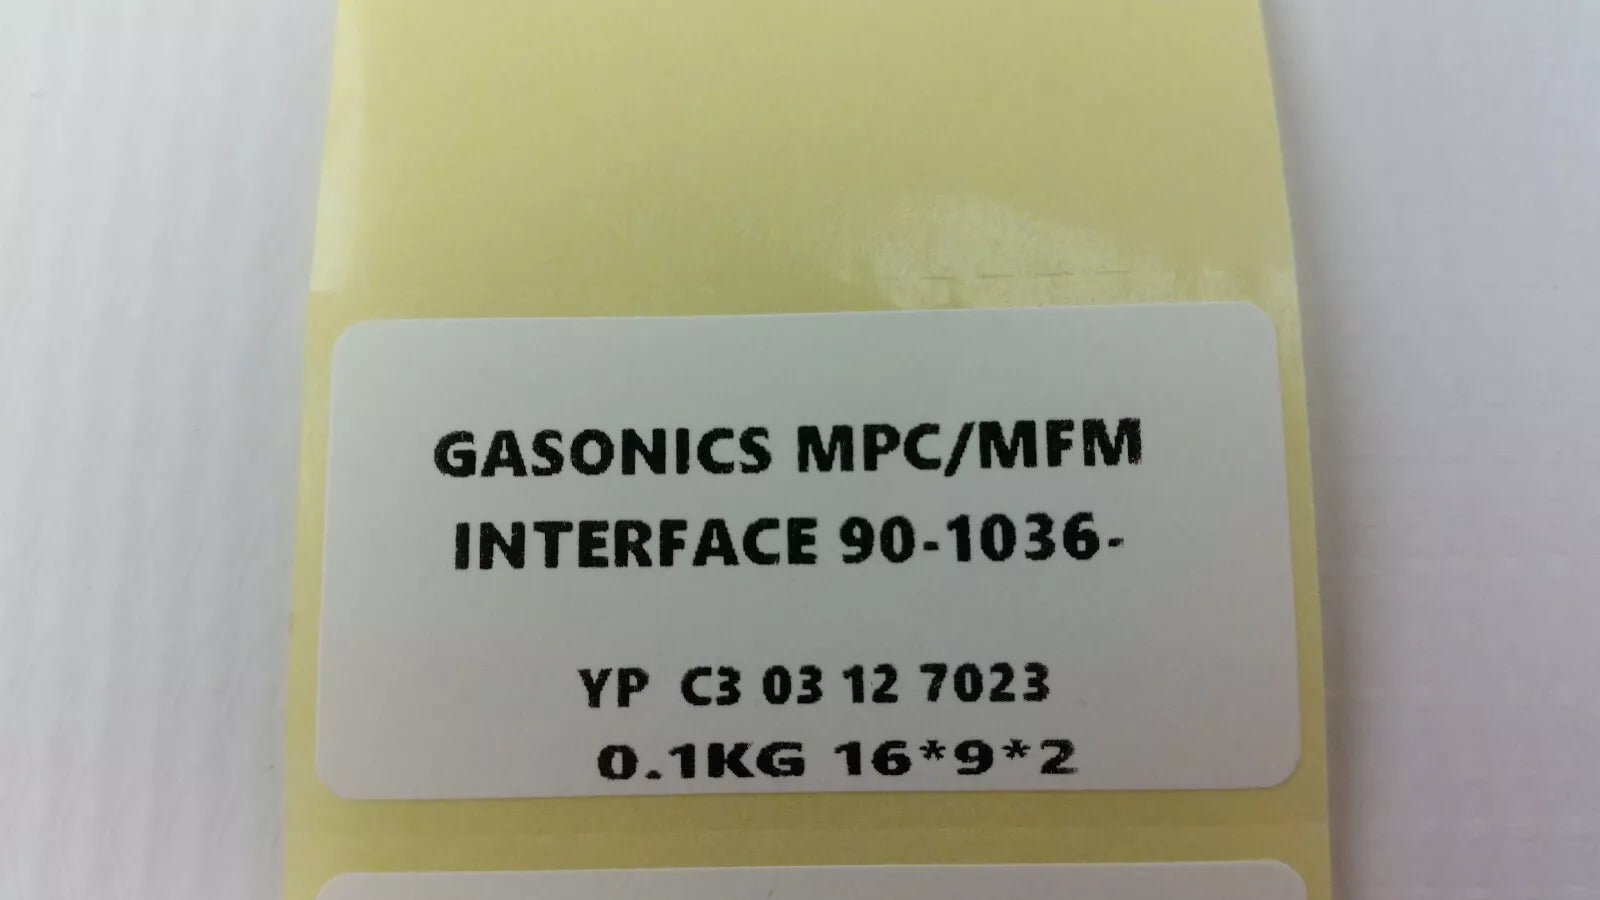 GASONICS MPC/MFM
INTERFACE 90-1036-
YP C3 03 12 7023
0.1KG 16*9*2